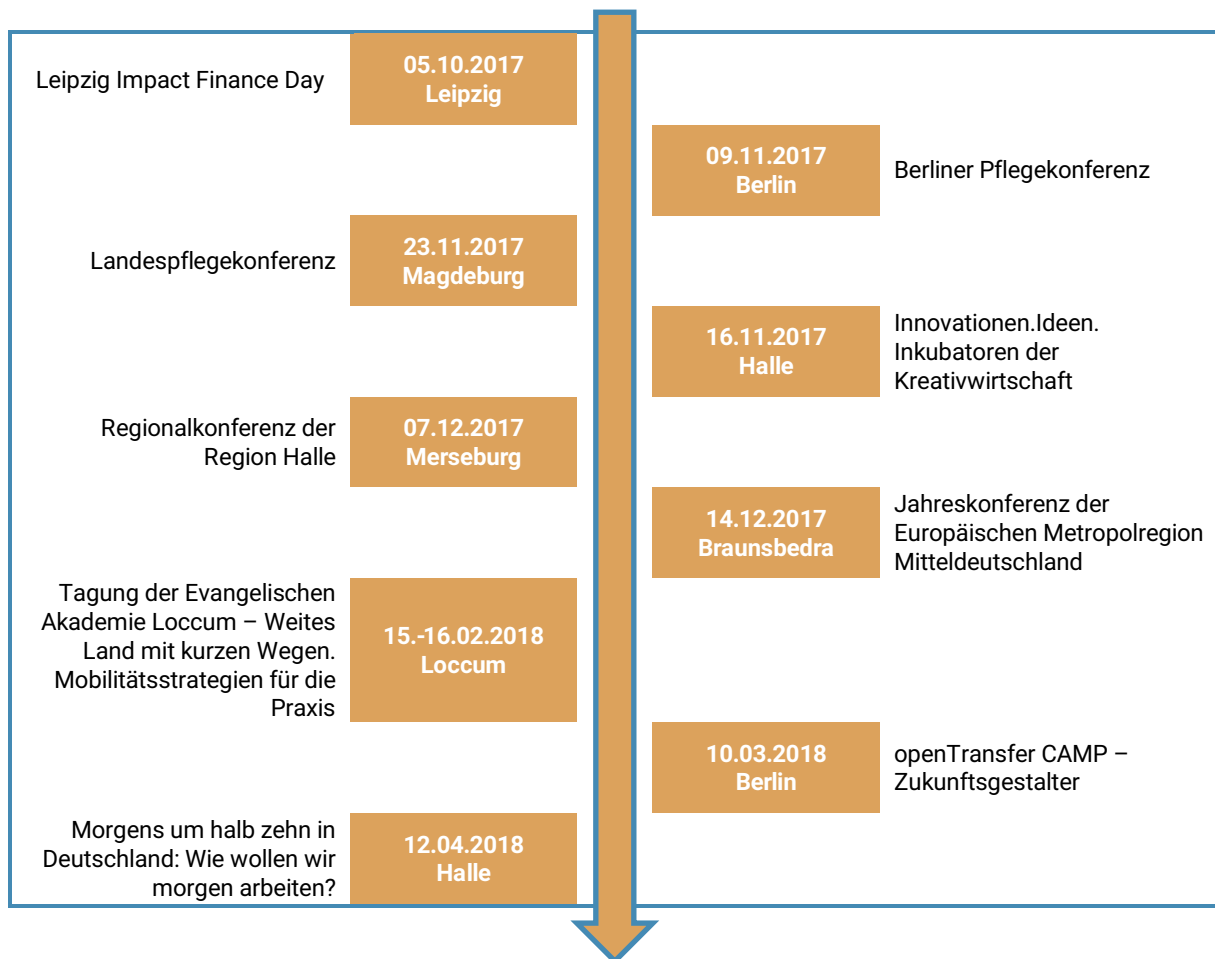 Leipzig Impact Finance Day
05.10.2017
Leipzig
09.11.2017
Berlin
Berliner Pflegekonferenz
Landespflegekonferenz
23.11.2017
Magdeburg
16.11.2017
Halle
Innovationen.Ideen.
Inkubatoren der
Kreativwirtschaft
Regionalkonferenz der
Region Halle
07.12.2017
Merseburg
14.12.2017
Braunsbedra
Jahreskonferenz der
Europäischen Metropolregion
Mitteldeutschland
Tagung der Evangelischen
Akademie Loccum – Weites
Land mit kurzen Wegen.
Mobilitätsstrategien für die
Praxis
15.-16.02.2018
Loccum
10.03.2018
Berlin
openTransfer CAMP –
Zukunftsgestalter
Morgens um halb zehn in
Deutschland: Wie wollen wir
morgen arbeiten?
12.04.2018
Halle